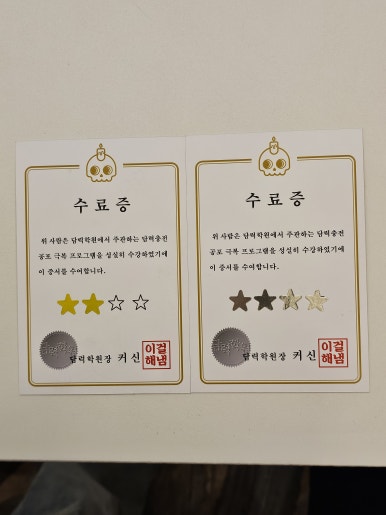 수료증
위 사람은 담력학원에서 주관하는 담력충전
공포 극복 프로그램을 성실히 수강하였기에
이 증서를 수여합니다.
담력학원장 커신
이걸
해냄
수료증
위 사람은 담력학원에서 주관하는 담력충전
공포 극복 프로그램을 성실히 수강하였기에
이 증서를 수여합니다.
담력학원장 커신
이걸
해냄